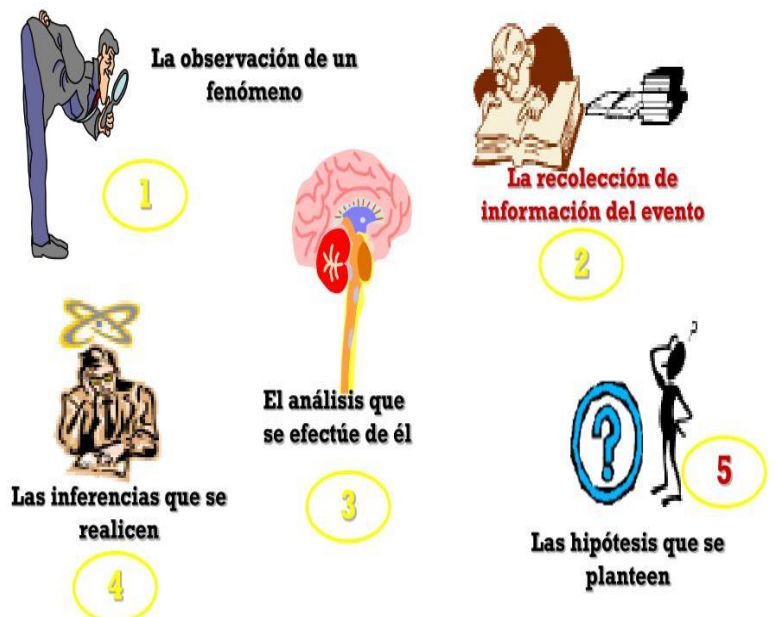 La observación de un
fenómeno
1
La recolección de
información del evento
2
El análisis que
se efectúe de él
3
Las inferencias que se
realicen
4
?
?
5
Las hipótesis que se
planteen